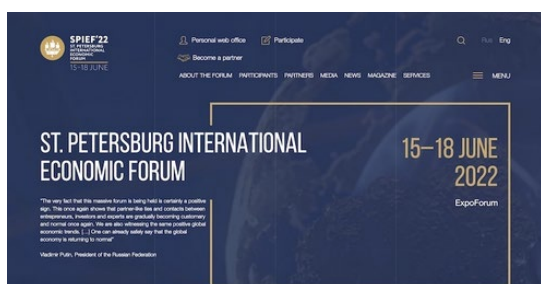 SPIEF'22
ST. PETERSBURG
INTERNATIONAL
ECONOMIC
FORUM
15–18 JUNE
Personal web office
Participate
Rus
Eng
Become a partner
ABOUT THE FORUM
PARTICIPANTS
PARTNERS
MEDIA
NEWS
MAGAZINE
SERVICES
MENU
ST. PETERSBURG INTERNATIONAL
ECONOMIC FORUM
15–18 JUNE
2022
ExpoForum
"The very fact that this massive forum is being held is certainly a positive
sign. This once again shows that partner-like ties and contacts between
entrepreneurs, investors and experts are gradually becoming customary
and normal once again. We are also witnessing the same positive global
economic trends. […] One can already safely say that the global
economy is returning to normal"
Vladimir Putin, President of the Russian Federation